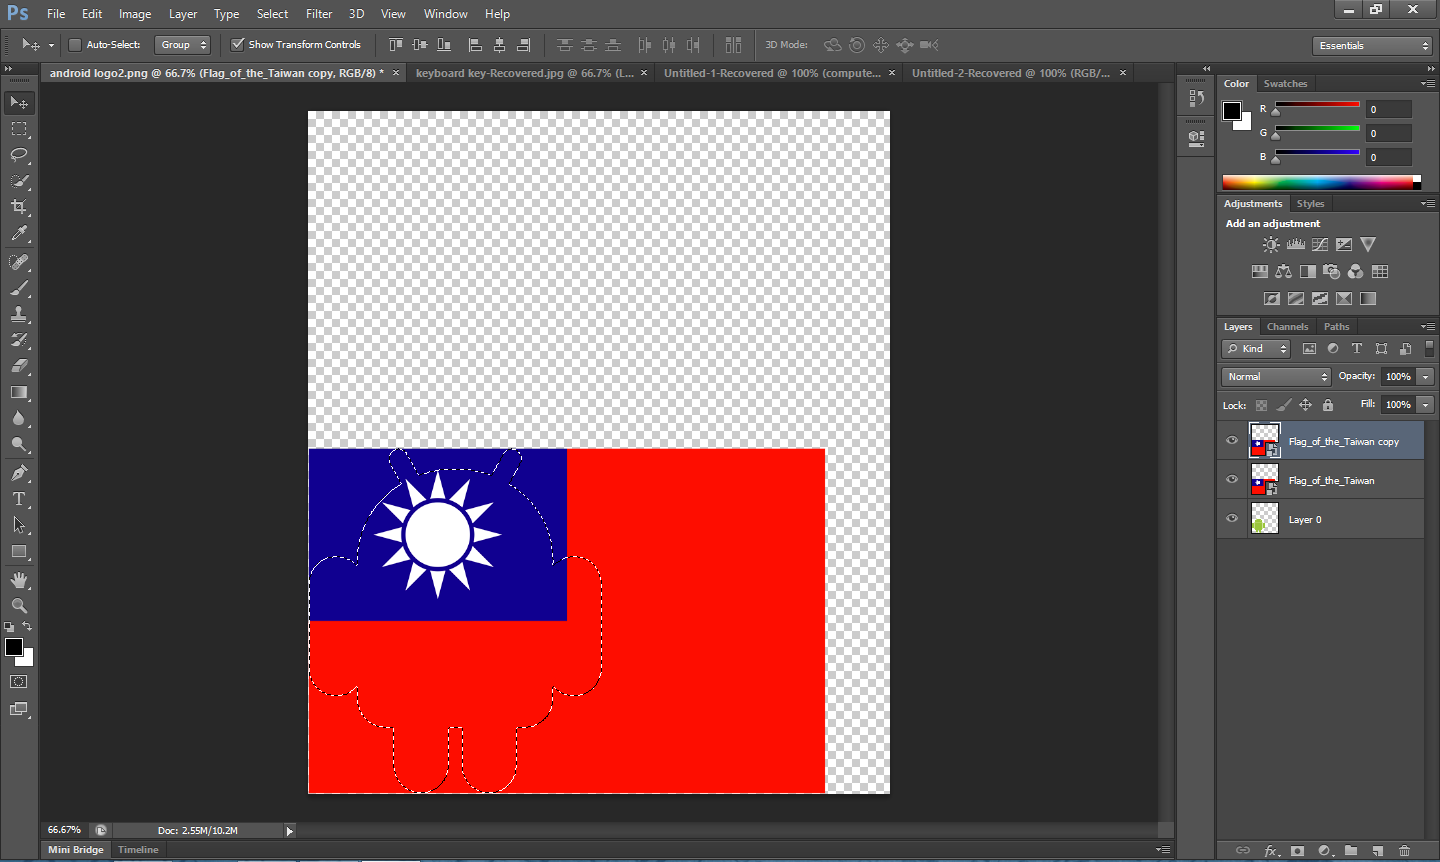 Ps File Edit Image Layer Type Select Filter 3D View Window Help
Auto-Select: Group Show Transform Controls 3D Mode: Essentials
android logo2.png @ 66.7% (Flag_of_the_Taiwan copy, RGB/8) * × keyboard key-Recovered.jpg @ 66.7% (L... × Untitled-1-Recovered @ 100% (compute... × Untitled-2-Recovered @ 100% (RGB/... ×
Color Swatches
R 0
G 0
B 0
Adjustments Styles
Add an adjustment
Layers Channels Paths
Kind
Normal Opacity: 100%
Lock: Fill: 100%
Flag_of_the_Taiwan copy
Flag_of_the_Taiwan
Layer 0
66.67% Doc: 2.55M/10.2M
Mini Bridge Timeline